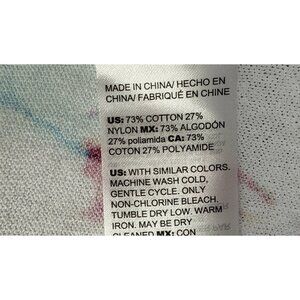 MADE IN CHINA/ HECHO EN
CHINA/ FABRIQUÉ EN CHINE
US: 73% COTTON 27%
NYLON MX: 73% ALGODÓN
27% poliamida CA: 73%
COTON 27% POLYAMIDE
US: WITH SIMILAR COLORS.
MACHINE WASH COLD,
GENTLE CYCLE. ONLY
NON-CHLORINE BLEACH.
TUMBLE DRY LOW. WARM
IRON. MAY BE DRY
CLEANED MX: CON